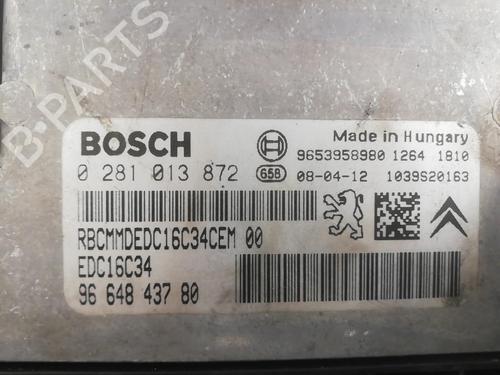 B-PARTS
BOSCH
Made in Hungary
9653958980 1264 1810
0 281 013 872
658 08-04-12 1039S20163
RBCMMDEDC16C34CEM 00
EDC16C34
96 648 437 80